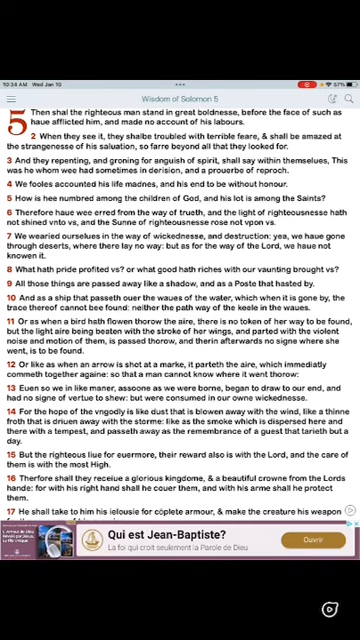 10:34 AM Wed Jan 10
Wisdom of Solomon 5
5 Then shal the righteous man stand in great boldnesse, before the face of such as
haue afflicted him, and made no account of his labours.
2 When they see it, they shalbe troubled with terrible feare, & shall be amazed at
the strangenesse of his saluation, so farre beyond all that they looked for.
3 And they repenting, and groning for anguish of spirit, shall say within themselues, This
was he whom wee had sometimes in derision, and a prouerbe of reproch.
4 We fooles accounted his life madnes, and his end to be without honour.
5 How is hee numbred among the children of God, and his lot is among the Saints?
6 Therefore haue wee erred from the way of trueth, and the light of righteousnesse hath
not shined vnto vs, and the Sunne of righteousnesse rose not vpon vs.
7 We wearied ourselues in the way of wickednesse, and destruction: yea, we haue gone
through deserts, where there lay no way: but as for the way of the Lord, we haue not
knowen it.
8 What hath pride profited vs? or what good hath riches with our vaunting brought vs?
9 All those things are passed away like a shadow, and as a Poste that hasted by.
10 And as a ship that passeth ouer the waues of the water, which when it is gone by, the
trace thereof cannot bee found: neither the path way of the keele in the waues.
11 Or as when a bird hath flowen thorow the aire, there is no token of her way to be found,
but the light aire being beaten with the stroke of her wings, and parted with the violent
noise and motion of them, is passed thorow, and therin afterwards no signe where she
went, is to be found.
12 Or like as when an arrow is shot at a marke, it parteth the aire, which immediatly
commeth together againe: so that a man cannot know where it went thorow:
13 Euen so we in like maner, assoone as we were borne, began to draw to our end, and
had no signe of vertue to shew: but were consumed in our owne wickednesse.
14 For the hope of the vngodly is like dust that is blowen away with the wind, like a thinne
froth that is driuen away with the storme: like as the smoke which is dispersed here and
there with a tempest, and passeth away as the remembrance of a guest that tarieth but a
day.
15 But the righteous liue for euermore, their reward also is with the Lord, and the care of
them is with the most High.
16 Therfore shall they receiue a glorious kingdome, & a beautiful crowne from the Lords
hande: for with his right hand shall he couer them, and with his arme shall he protect
them.
17 He shall take to him his ielousie for cōplete armour, & make the creature his weapon
Qui est Jean-Baptiste?
La foi qui croit seulement la Parole de Dieu
Ouvrir